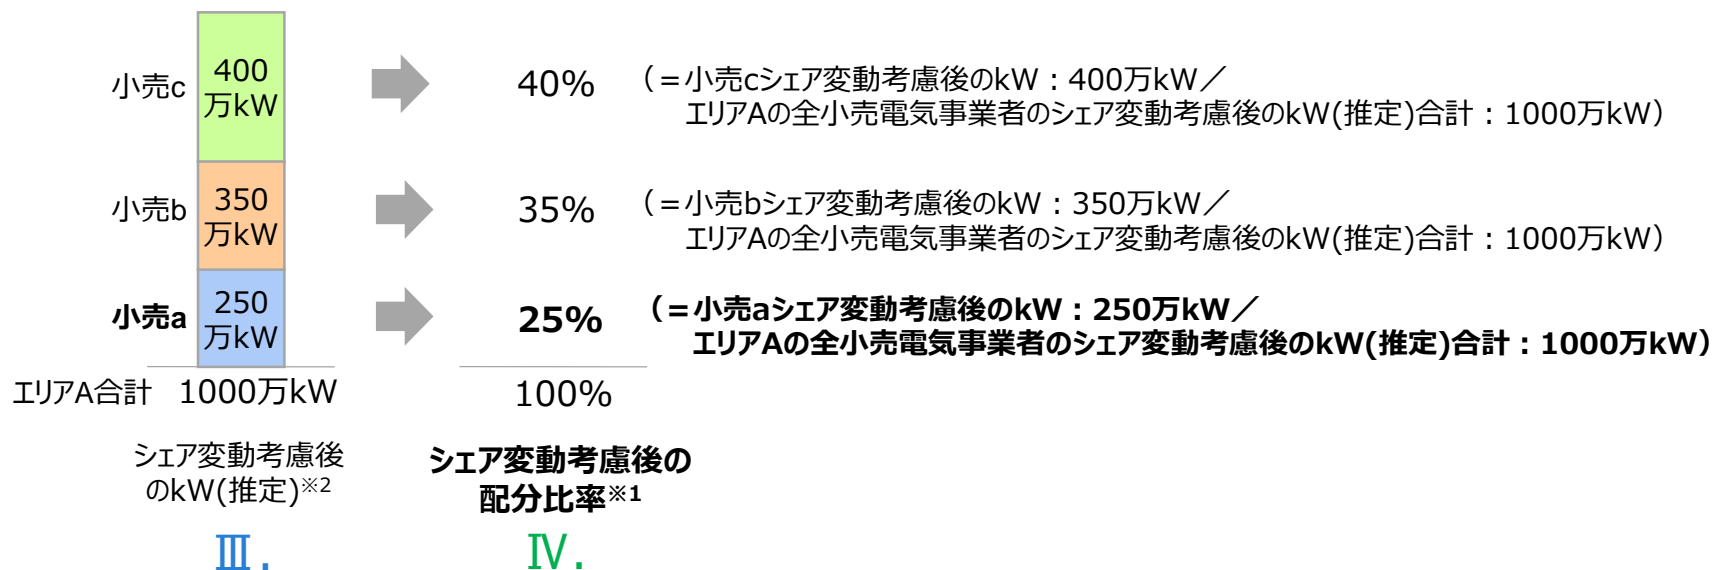 小売c
400
万kW
40%
(=小売cシェア変動考慮後のkW:400万kW/
エリアAの全小売電気事業者のシェア変動考慮後のkW(推定)合計:1000万kW)
小売b
350
万kW
35%
(=小売bシェア変動考慮後のkW:350万kW/
エリアAの全小売電気事業者のシェア変動考慮後のkW(推定)合計:1000万kW)
小売a
250
万kW
25%
(=小売aシェア変動考慮後のkW:250万kW/
エリアAの全小売電気事業者のシェア変動考慮後のkW(推定)合計:1000万kW)
エリアA合計 1000万kW
100%
シェア変動考慮後
のkW(推定)※2
シェア変動考慮後の
配分比率※1
Ⅲ.
Ⅳ.